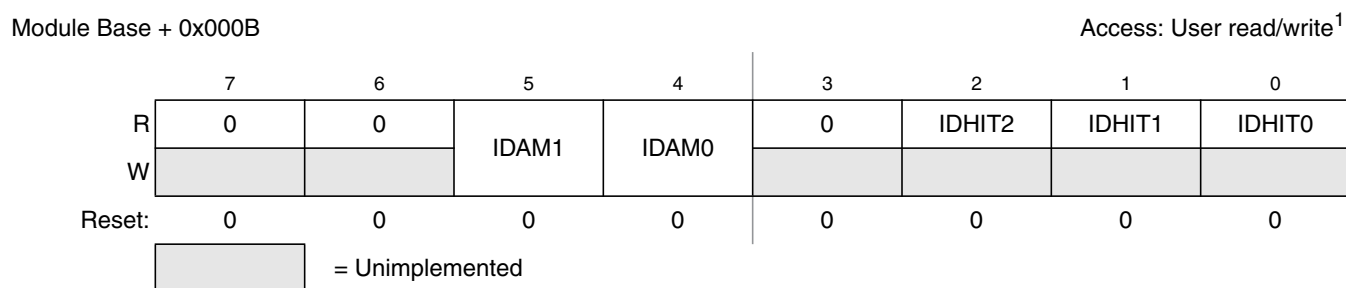 Module Base + 0x000B Access: User read/write1
7 6 5 4 3 2 1 0
R 0 0 IDAM1 IDAM0 0 IDHIT2 IDHIT1 IDHIT0
W
Reset: 0 0 0 0 0 0 0 0
= Unimplemented